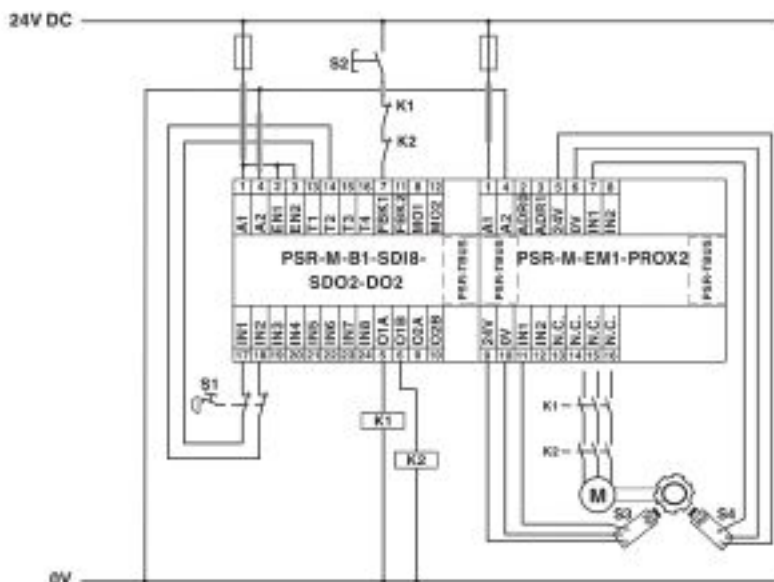 24V DC
S2
K1
K2
1 4 2 3 13 14 15 16 7 11 8 12
A1 A2 EN1 EN2 T1 T2 T3 T4 FBK1 FBK2 MO1 MO2
1 4 2 3 5 6 7 8
A1 A2 ADR0 ADR1 24V 0V IN1 IN2
PSR-M-B1-SDI8-
SDO2-DO2
PSR-TBUS
PSR-TBUS
PSR-M-EM1-PROX2
PSR-TBUS
IN1 IN2 IN3 IN4 IN5 IN6 IN7 IN8 O1A O1B O2A O2B
17 18 19 20 21 22 23 24 5 6 9 10
24V 0V IN1 IN2 N.C. N.C. N.C. N.C.
9 10 11 12 13 14 15 16
S1
K1
K2
K1
K2
M
S3
S4
0V